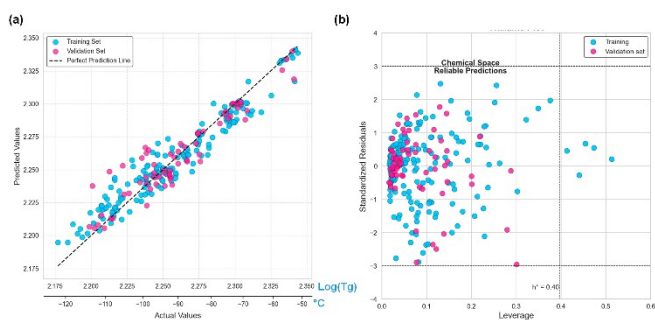 (a)
Training Set
Validation Set
Perfect Prediction Line
2.350
2.325
2.300
2.275
2.250
2.225
2.200
2.175
Predicted Values
2.175
2.200
2.225
2.250
2.275
2.300
2.325
2.350
Log(Tg)
−120
−110
−100
−90
−80
−70
−60
−50
°C
Actual Values
(b)
Training
Validation set
Chemical Space
Reliable Predictions
4
3
2
1
0
-1
-2
-3
-4
Standardized Residuals
h* = 0.40
0.0
0.1
0.2
0.3
0.4
0.5
0.6
Leverage